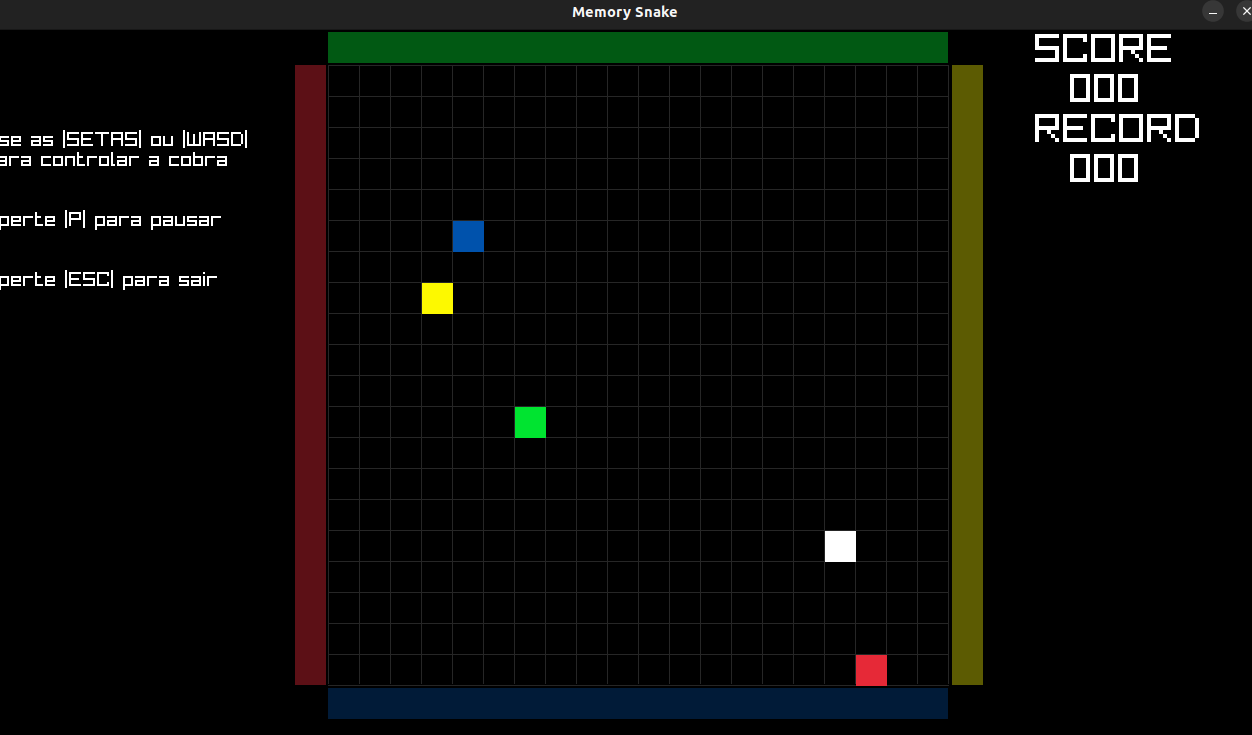 Memory Snake
se as |SETAS| ou |WASD|
ara controlar a cobra
perte |P| para pausar
perte |ESC| para sair
SCORE
000
RECORD
000